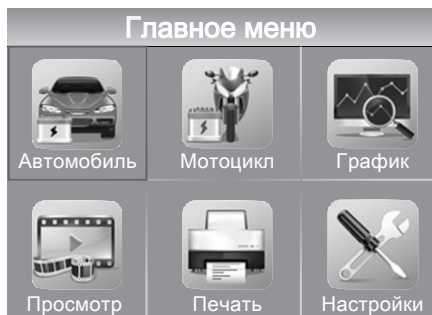 Главное меню
Автомобиль Мотоцикл График
Просмотр Печать Настройки